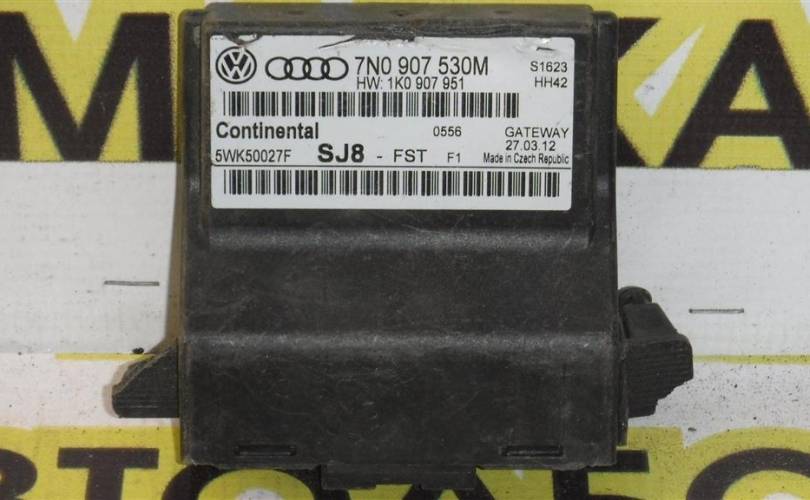 7N0 907 530M S1623
HW: 1K0 907 951 HH42
Continental 0556 GATEWAY
27.03.12
5WK50027F SJ8 - FST F1 Made in Czech Republic